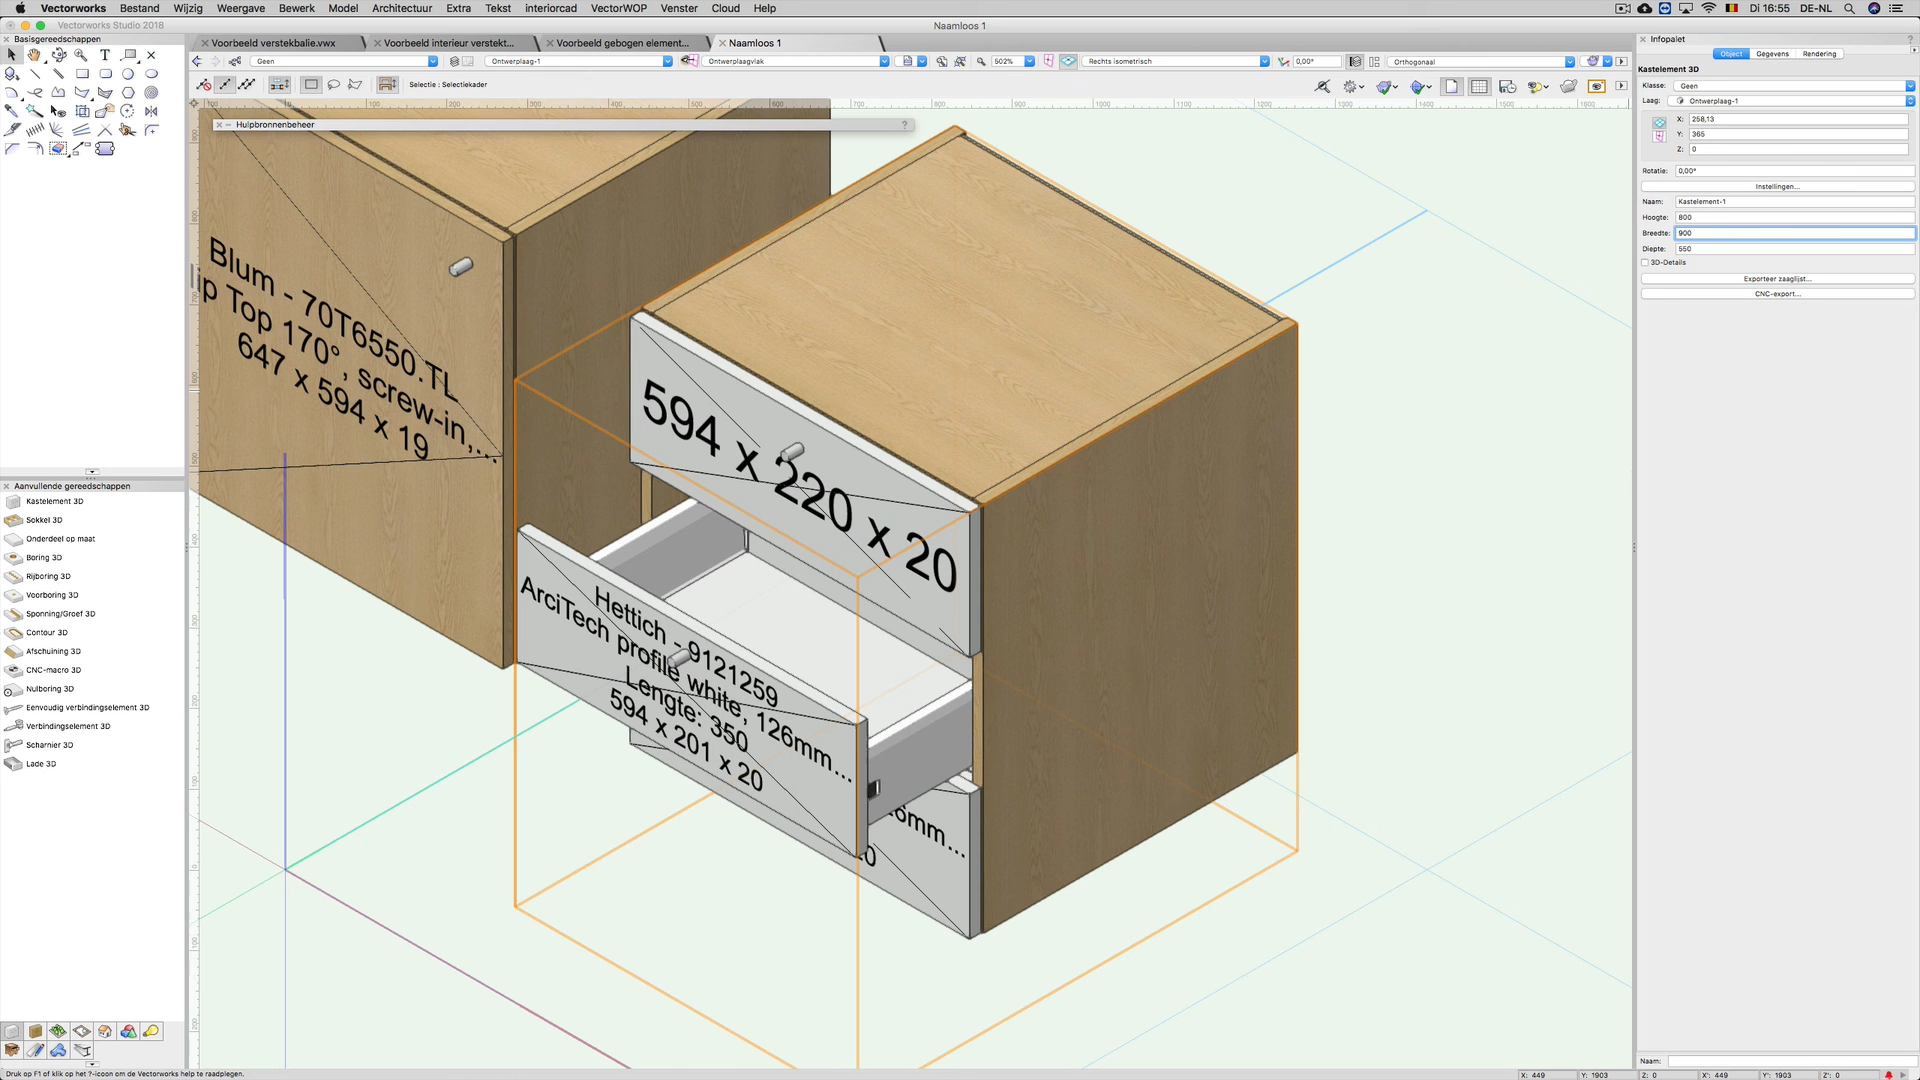 Vectorworks Bestand Wijzig Weergave Bewerk Model Architectuur Extra Tekst interiorcad VectorWOP Venster Cloud Help
Di 16:55 DE-NL
Vectorworks Studio 2018
Naamloos 1
Basisgereedschappen
Voorbeeld verstekbalie.vwx
Voorbeeld interieur verstekt...
Voorbeeld gebogen element...
Naamloos 1
Geen
Ontwerplaag-1
Ontwerplaagvlak
502%
Rechts isometrisch
0,00°
Orthogonaal
Selectie : Selectiekader
Hulpbronnenbeheer
?
Blum - 70T6550.TL
p Top 170°, screw-in,...
647 x 594 x 19
594 x 220 x 20
Hettich - 9121259
ArciTech profile white, 126mm...
Lengte: 350
594 x 201 x 20
6mm...
Aanvullende gereedschappen
Kastelement 3D
Sokkel 3D
Onderdeel op maat
Boring 3D
Rijboring 3D
Voorboring 3D
Sponning/Groef 3D
Contour 3D
Afschuining 3D
CNC-macro 3D
Nulboring 3D
Eenvoudig verbindingselement 3D
Verbindingselement 3D
Scharnier 3D
Lade 3D
Infopalet
Object Gegevens Rendering
Kastelement 3D
Klasse: Geen
Laag: Ontwerplaag-1
X: 258,13
Y: 365
Z: 0
Rotatie: 0,00°
Instellingen...
Naam: Kastelement-1
Hoogte: 800
Breedte: 900
Diepte: 550
3D-Details
Exporteer zaaglijst...
CNC-export...
Naam:
Druk op F1 of klik op het ?-icoon om de Vectorworks help te raadplegen.
X: 449 Y: 1903 Z: 0 X': 449 Y': 1903 Z': 0